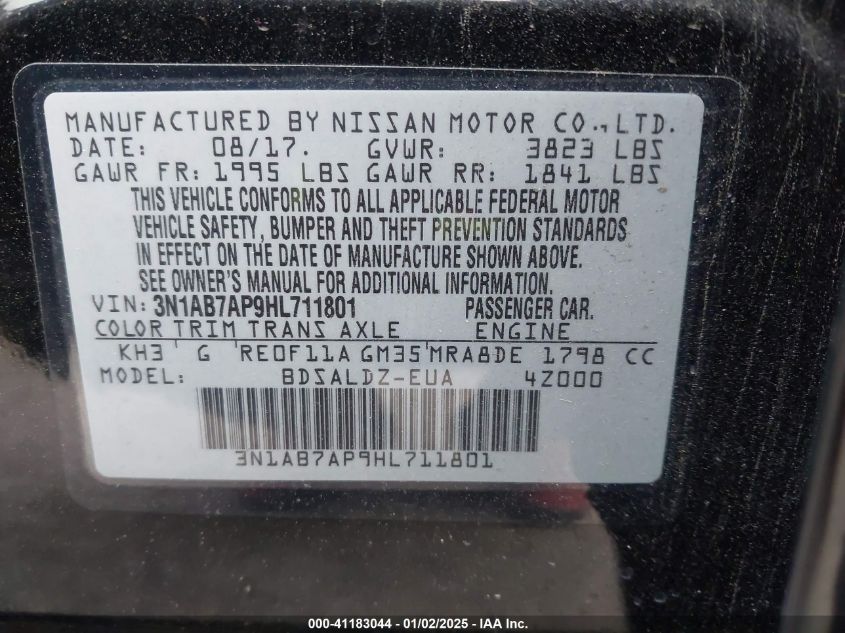 MANUFACTURED BY NISSAN MOTOR CO., LTD.
DATE: 08/17. GVWR: 3823 LBS
GAWR FR: 1995 LBS GAWR RR: 1841 LBS
THIS VEHICLE CONFORMS TO ALL APPLICABLE FEDERAL MOTOR
VEHICLE SAFETY, BUMPER AND THEFT PREVENTION STANDARDS
IN EFFECT ON THE DATE OF MANUFACTURE SHOWN ABOVE.
SEE OWNER'S MANUAL FOR ADDITIONAL INFORMATION.
VIN: 3N1AB7AP9HL711801 PASSENGER CAR.
COLOR TRIM TRANS AXLE ENGINE
KH3 G RE0F11A GM35 MRA8DE 1798 CC
MODEL: BDSALDZ-EUA 4Z000
3N1AB7AP9HL711801
000-41183044 - 01/02/2025 - IAA Inc.